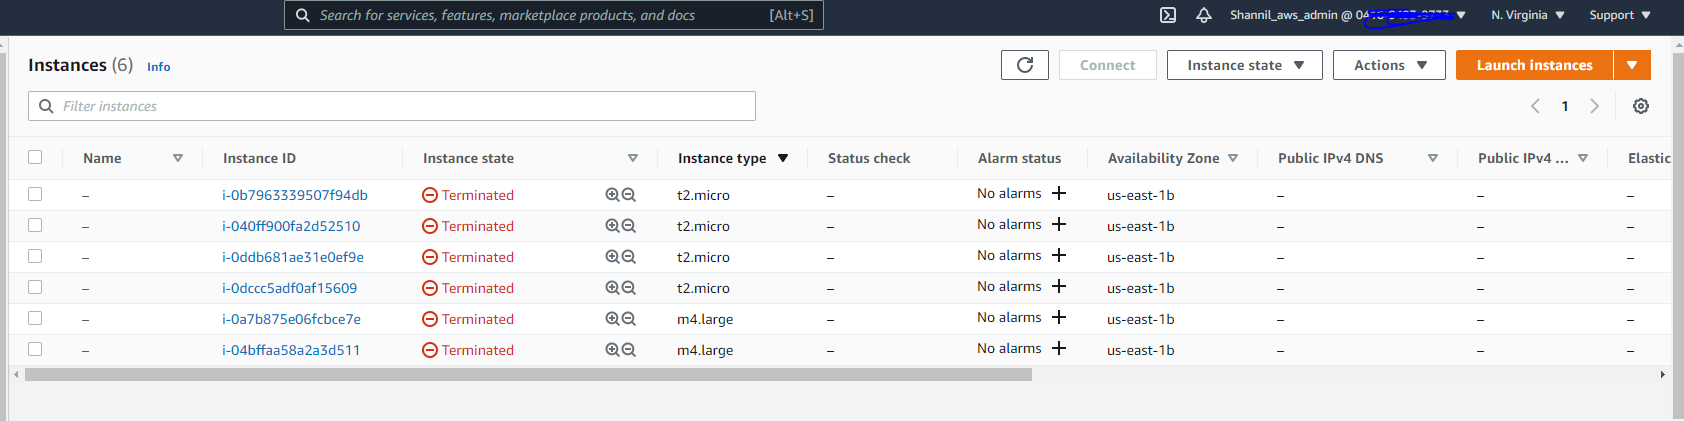 Search for services, features, marketplace products, and docs [Alt+S] Shannil_aws_admin @ N. Virginia Support
Instances (6) Info Connect Instance state Actions Launch instances
Filter instances 1
Name Instance ID Instance state Instance type Status check Alarm status Availability Zone Public IPv4 DNS Public IPv4 ... Elastic
– i-0b7963339507f94db Terminated t2.micro – No alarms + us-east-1b – – –
– i-040ff900fa2d52510 Terminated t2.micro – No alarms + us-east-1b – – –
– i-0ddb681ae31e0ef9e Terminated t2.micro – No alarms + us-east-1b – – –
– i-0dccc5adf0af15609 Terminated t2.micro – No alarms + us-east-1b – – –
– i-0a7b875e06fcbce7e Terminated m4.large – No alarms + us-east-1b – – –
– i-04bffaa58a2a3d511 Terminated m4.large – No alarms + us-east-1b – – –